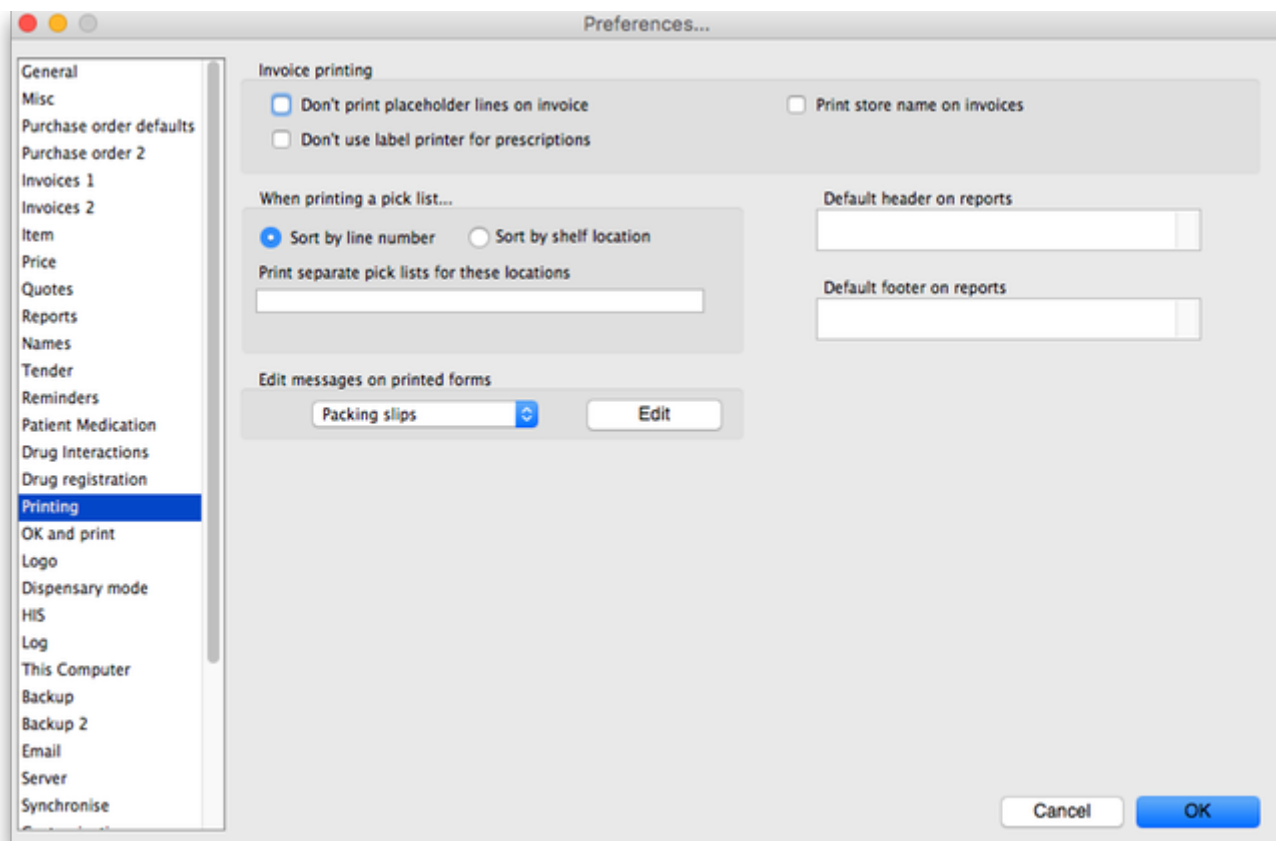 Preferences...
General
Misc
Purchase order defaults
Purchase order 2
Invoices 1
Invoices 2
Item
Price
Quotes
Reports
Names
Tender
Reminders
Patient Medication
Drug Interactions
Drug registration
Printing
OK and print
Logo
Dispensary mode
HIS
Log
This Computer
Backup
Backup 2
Email
Server
Synchronise
Invoice printing
Don't print placeholder lines on invoice
Print store name on invoices
Don't use label printer for prescriptions
When printing a pick list...
Sort by line number
Sort by shelf location
Print separate pick lists for these locations
Default header on reports
Default footer on reports
Edit messages on printed forms
Packing slips
Edit
Cancel
OK